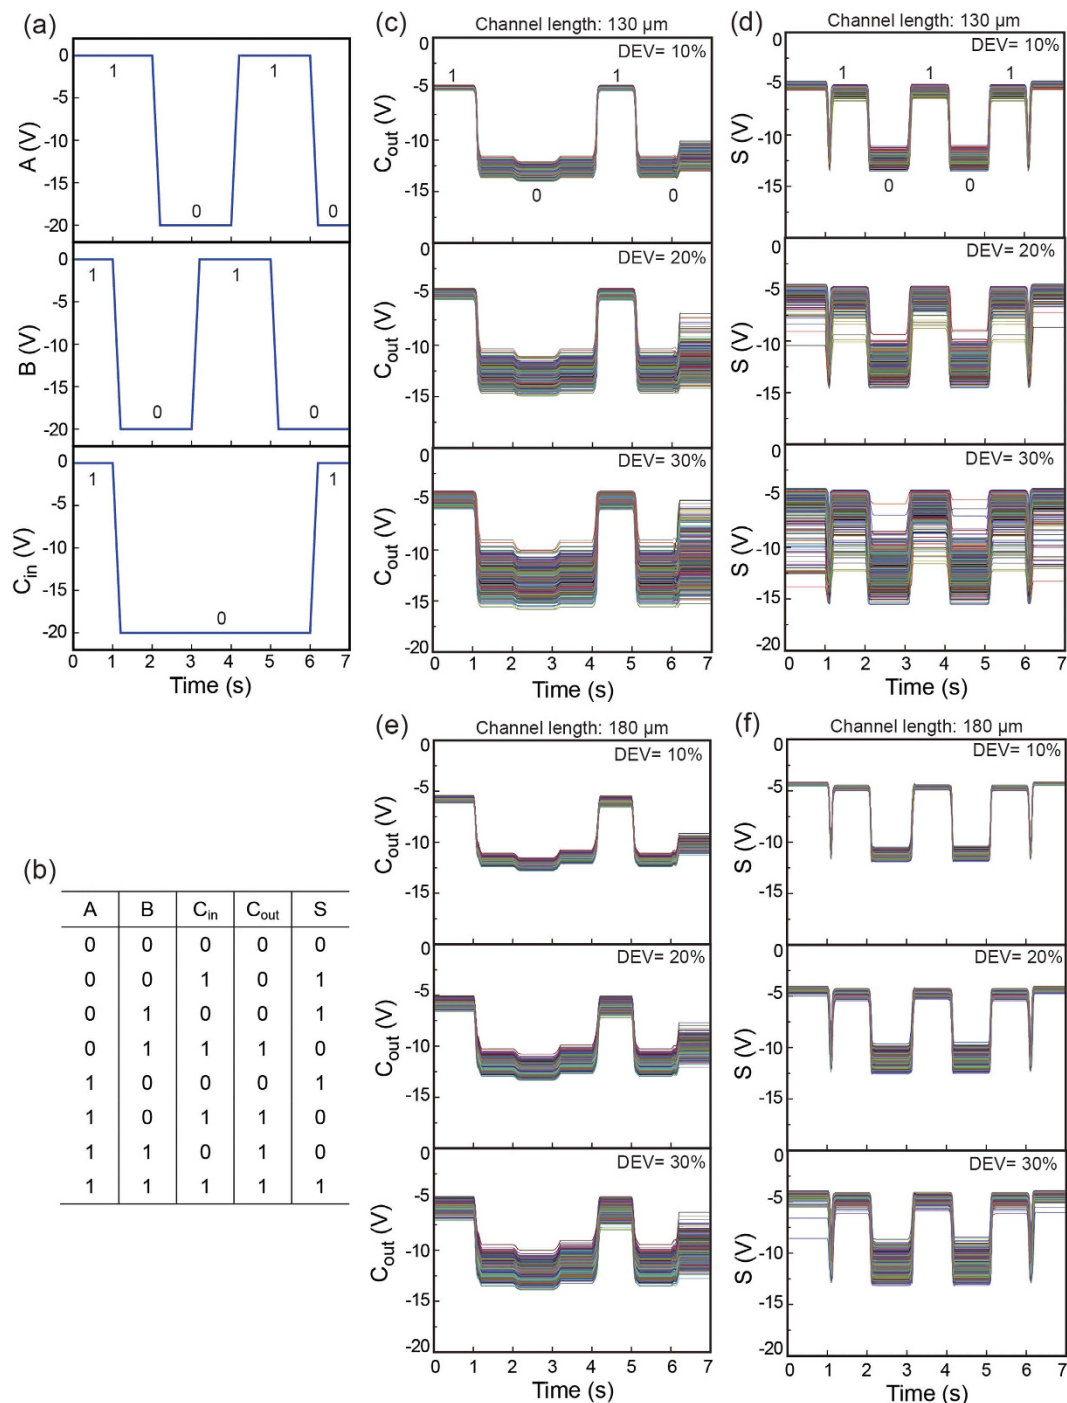 (a)
0
-5
-10
-15
-20
A (V)
1
1
0
0
0
-5
-10
-15
-20
B (V)
1
1
0
0
0
-5
-10
-15
-20
Cin (V)
1
1
0
0 1 2 3 4 5 6 7
Time (s)
(b)
A B Cin Cout S
0 0 0 0 0
0 0 1 0 1
0 1 0 0 1
0 1 1 1 0
1 0 0 0 1
1 0 1 1 0
1 1 0 1 0
1 1 1 1 1
(c)
Channel length: 130 µm
DEV= 10%
0
-5
-10
-15
Cout (V)
1
1
0
0
DEV= 20%
0
-5
-10
-15
Cout (V)
DEV= 30%
0
-5
-10
-15
-20
Cout (V)
0 1 2 3 4 5 6 7
Time (s)
(d)
Channel length: 130 µm
DEV= 10%
0
-5
-10
-15
S (V)
1
1
1
0
0
DEV= 20%
0
-5
-10
-15
S (V)
DEV= 30%
0
-5
-10
-15
-20
S (V)
0 1 2 3 4 5 6 7
Time (s)
(e)
Channel length: 180 µm
DEV= 10%
0
-5
-10
-15
Cout (V)
DEV= 20%
0
-5
-10
-15
Cout (V)
DEV= 30%
0
-5
-10
-15
-20
Cout (V)
0 1 2 3 4 5 6 7
Time (s)
(f)
Channel length: 180 µm
DEV= 10%
0
-5
-10
-15
S (V)
DEV= 20%
0
-5
-10
-15
S (V)
DEV= 30%
0
-5
-10
-15
-20
S (V)
0 1 2 3 4 5 6 7
Time (s)